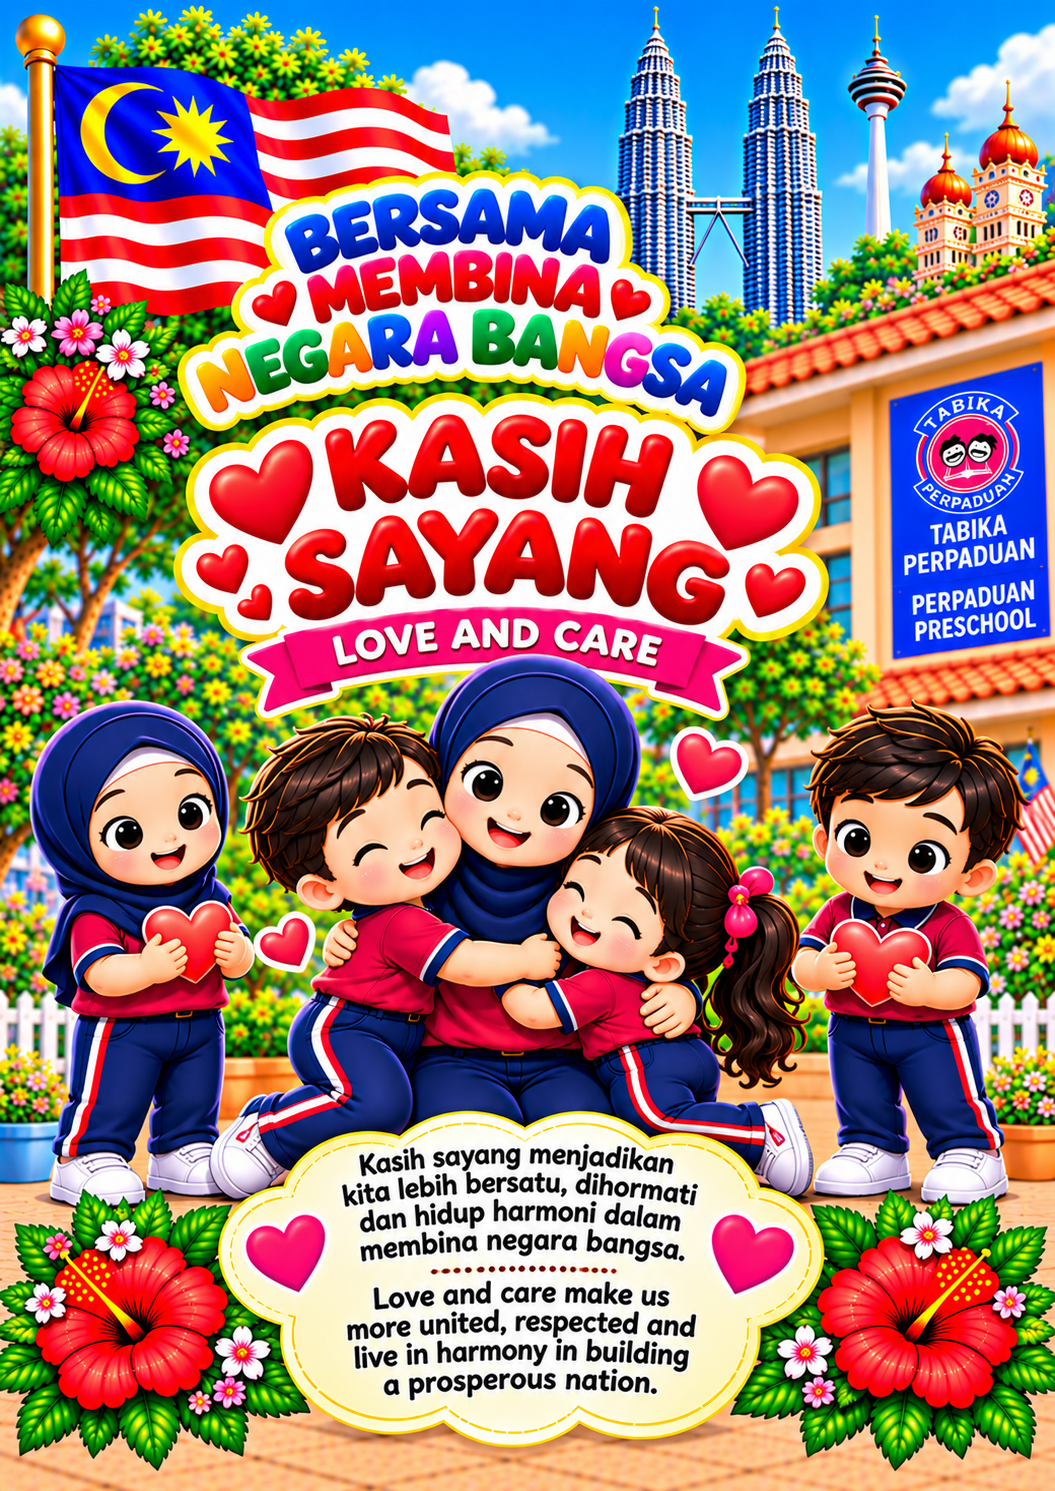 BERSAMA
MEMBINA
NEGARA BANGSA
KASIH
SAYANG
LOVE AND CARE
TABIKA
PERPADUAN
TABIKA
PERPADUAN
PERPADUAN
PRESCHOOL
Kasih sayang menjadikan
kita lebih bersatu, dihormati
dan hidup harmoni dalam
membina negara bangsa.
Love and care make us
more united, respected and
live in harmony in building
a prosperous nation.